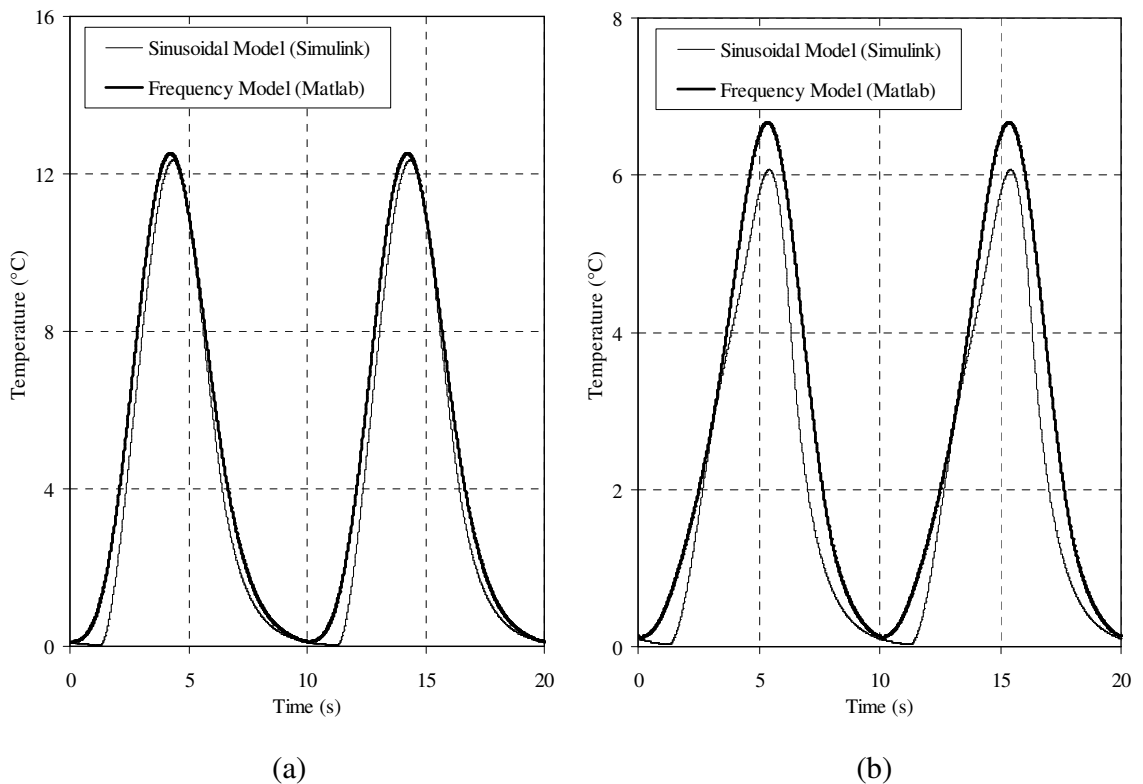 16
12
8
4
0
Temperature (°C)
Sinusoidal Model (Simulink)
Frequency Model (Matlab)
0 5 10 15 20
Time (s)
(a)
8
6
4
2
0
Temperature (°C)
Sinusoidal Model (Simulink)
Frequency Model (Matlab)
0 5 10 15 20
Time (s)
(b)